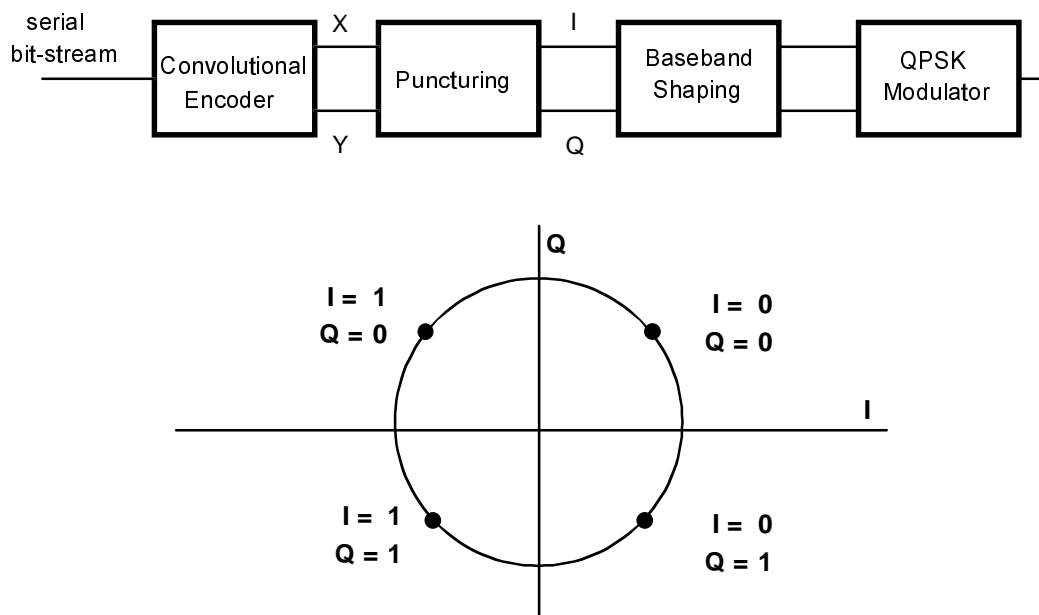 serial
bit-stream
X
Y
Convolutional
Encoder
Puncturing
I
Q
Baseband
Shaping
QPSK
Modulator
Q
I = 1
Q = 0
I = 0
Q = 0
I
I = 1
Q = 1
I = 0
Q = 1